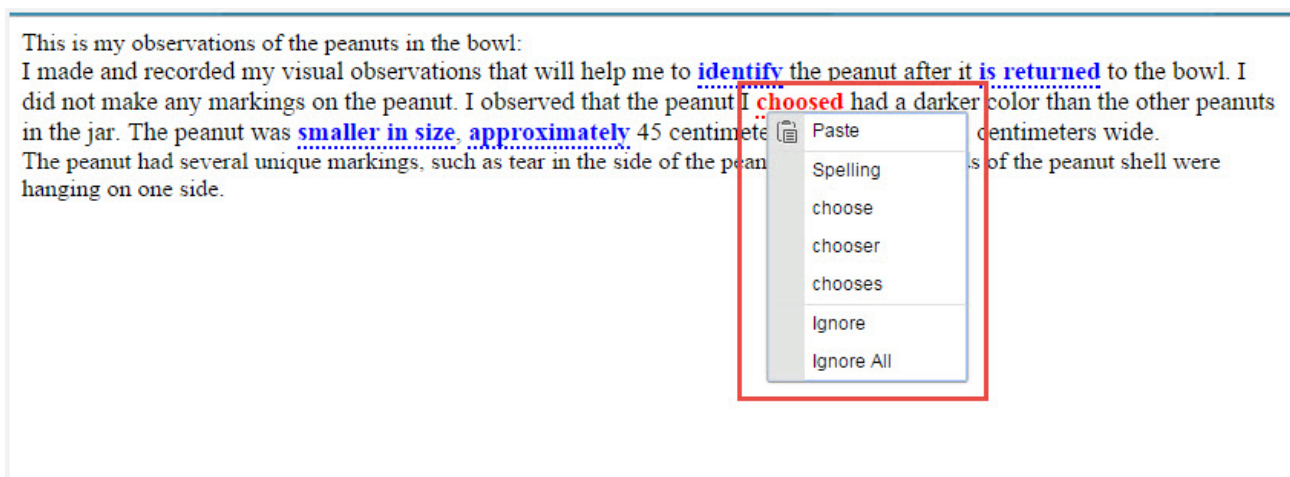 This is my observations of the peanuts in the bowl:
I made and recorded my visual observations that will help me to identify the peanut after it is returned to the bowl. I
did not make any markings on the peanut. I observed that the peanut I choosed had a darker color than the other peanuts
in the jar. The peanut was smaller in size, approximately 45 centimete centimeters wide.
The peanut had several unique markings, such as tear in the side of the pean s of the peanut shell were
hanging on one side.
Paste
Spelling
choose
chooser
chooses
Ignore
Ignore All